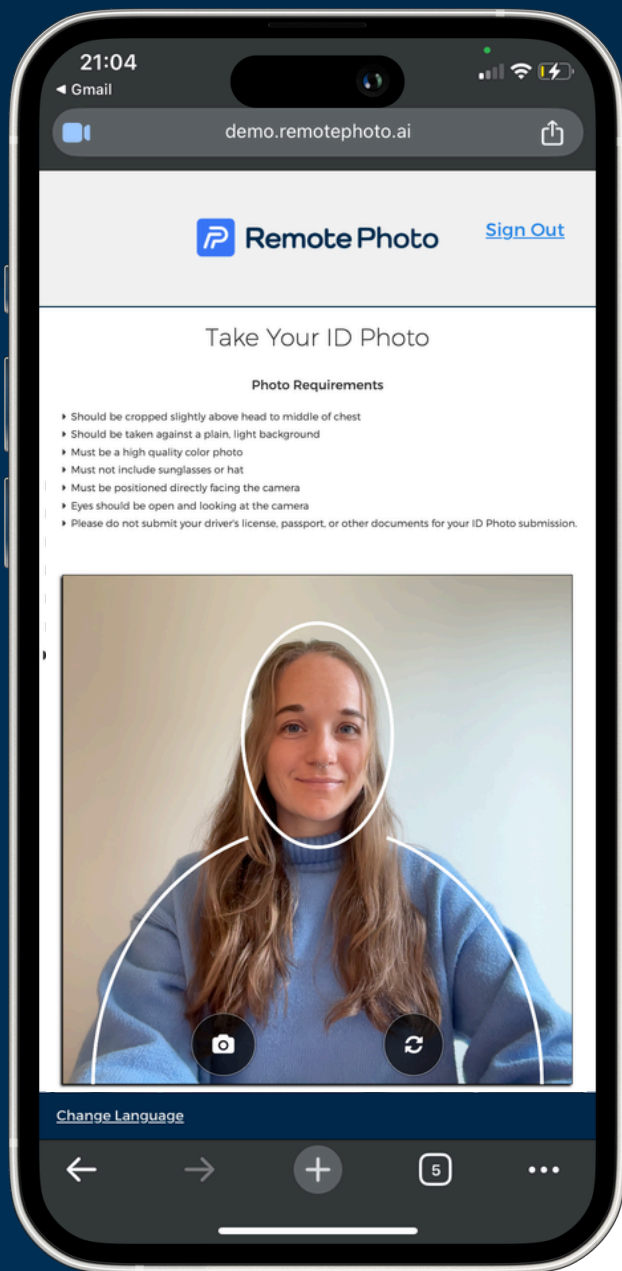 21:04
◀ Gmail
demo.remotephoto.ai
Remote Photo
Sign Out
Take Your ID Photo
Photo Requirements
Should be cropped slightly above head to middle of chest
Should be taken against a plain, light background
Must be a high quality color photo
Must not include sunglasses or hat
Must be positioned directly facing the camera
Eyes should be open and looking at the camera
Please do not submit your driver's license, passport, or other documents for your ID Photo submission.
Change Language
5